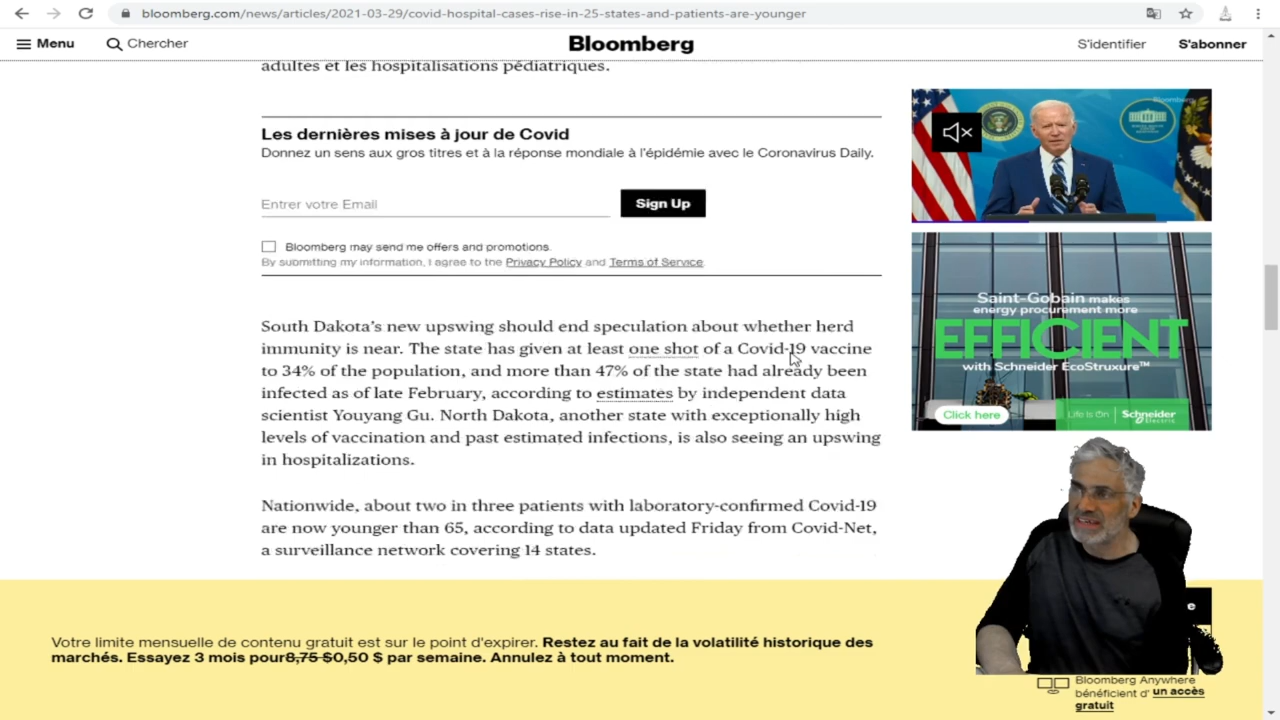 bloomberg.com/news/articles/2021-03-29/covid-hospital-cases-rise-in-25-states-and-patients-are-younger
Menu
Chercher
Bloomberg
S'identifier
S'abonner
adultes et les hospitalisations pédiatriques.
Les dernières mises à jour de Covid
Donnez un sens aux gros titres et à la réponse mondiale à l'épidémie avec le Coronavirus Daily.
Entrer votre Email
Sign Up
Bloomberg may send me offers and promotions.
By submitting my information, I agree to the Privacy Policy and Terms of Service.
South Dakota's new upswing should end speculation about whether herd
immunity is near. The state has given at least one shot of a Covid-19 vaccine
to 34% of the population, and more than 47% of the state had already been
infected as of late February, according to estimates by independent data
scientist Youyang Gu. North Dakota, another state with exceptionally high
levels of vaccination and past estimated infections, is also seeing an upswing
in hospitalizations.
Nationwide, about two in three patients with laboratory-confirmed Covid-19
are now younger than 65, according to data updated Friday from Covid-Net,
a surveillance network covering 14 states.
Bloomberg
Saint-Gobain makes
energy procurement more
EFFICIENT
with Schneider EcoStruxure™
Click here
Life Is On
Schneider
Electric
e
Votre limite mensuelle de contenu gratuit est sur le point d'expirer. Restez au fait de la volatilité historique des
marchés. Essayez 3 mois pour8,75 $0,50 $ par semaine. Annulez à tout moment.
Bloomberg Anywhere
bénéficient d' un accès
gratuit